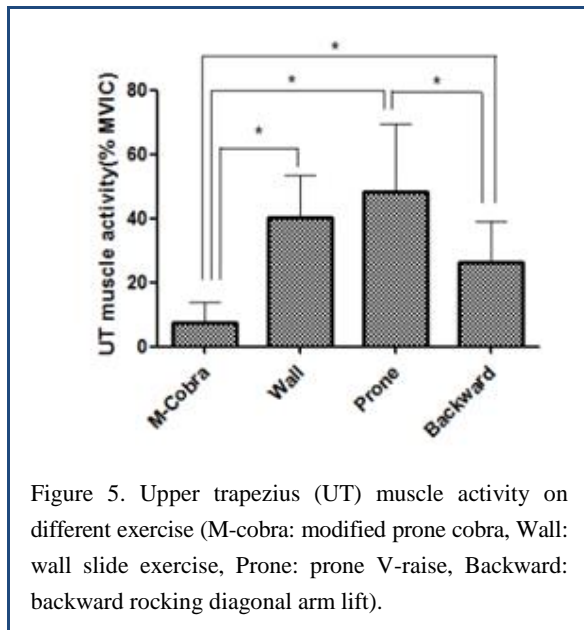 *
*
*
*
80
60
40
20
0
UT muscle activity(% MVIC)
M-Cobra
Wall
Prone
Backward
Figure 5. Upper trapezius (UT) muscle activity on
different exercise (M-cobra: modified prone cobra, Wall:
wall slide exercise, Prone: prone V-raise, Backward:
backward rocking diagonal arm lift).